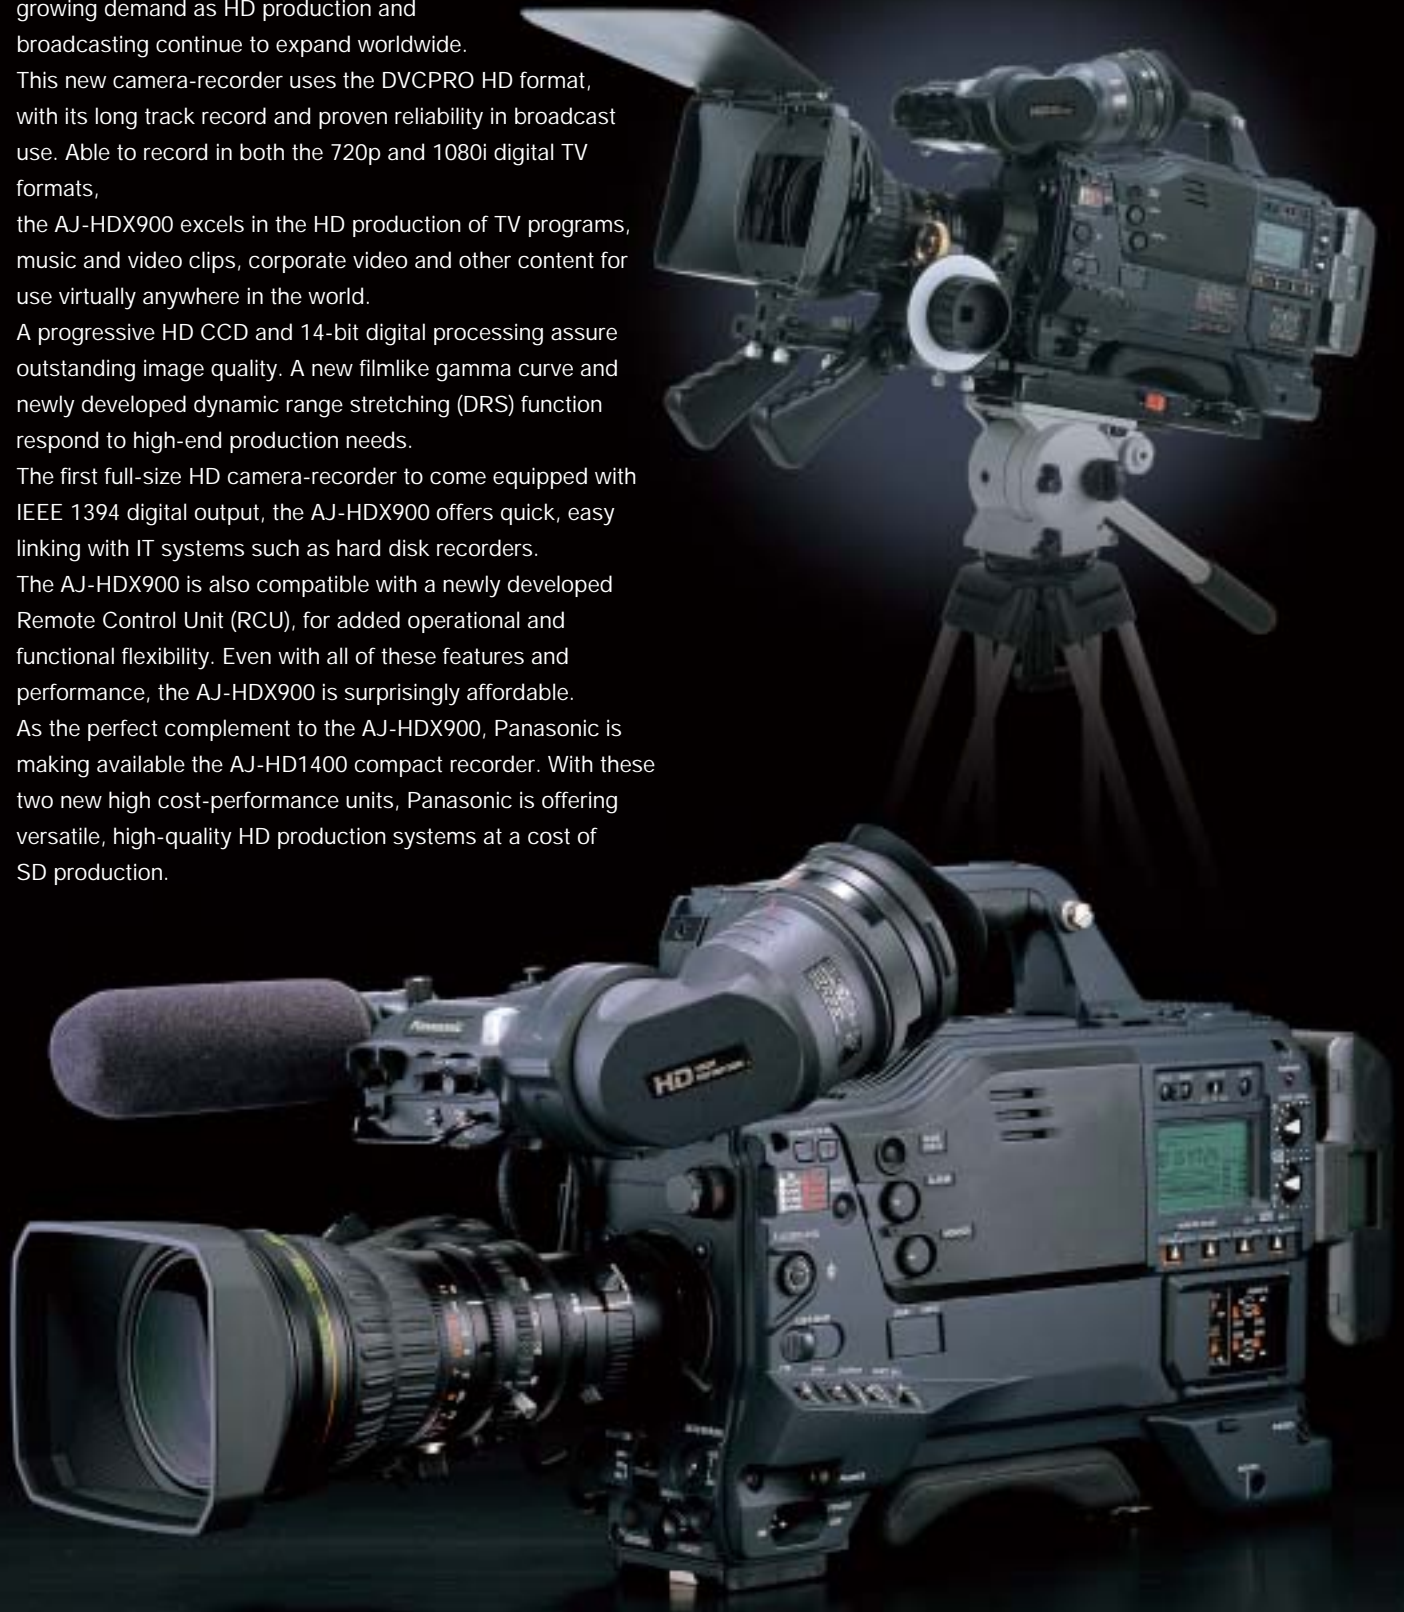 growing demand as HD production and
broadcasting continue to expand worldwide.
This new camera-recorder uses the DVCPRO HD format,
with its long track record and proven reliability in broadcast
use. Able to record in both the 720p and 1080i digital TV
formats,
the AJ-HDX900 excels in the HD production of TV programs,
music and video clips, corporate video and other content for
use virtually anywhere in the world.
A progressive HD CCD and 14-bit digital processing assure
outstanding image quality. A new filmlike gamma curve and
newly developed dynamic range stretching (DRS) function
respond to high-end production needs.
The first full-size HD camera-recorder to come equipped with
IEEE 1394 digital output, the AJ-HDX900 offers quick, easy
linking with IT systems such as hard disk recorders.
The AJ-HDX900 is also compatible with a newly developed
Remote Control Unit (RCU), for added operational and
functional flexibility. Even with all of these features and
performance, the AJ-HDX900 is surprisingly affordable.
As the perfect complement to the AJ-HDX900, Panasonic is
making available the AJ-HD1400 compact recorder. With these
two new high cost-performance units, Panasonic is offering
versatile, high-quality HD production systems at a cost of
SD production.
Panasonic
HD